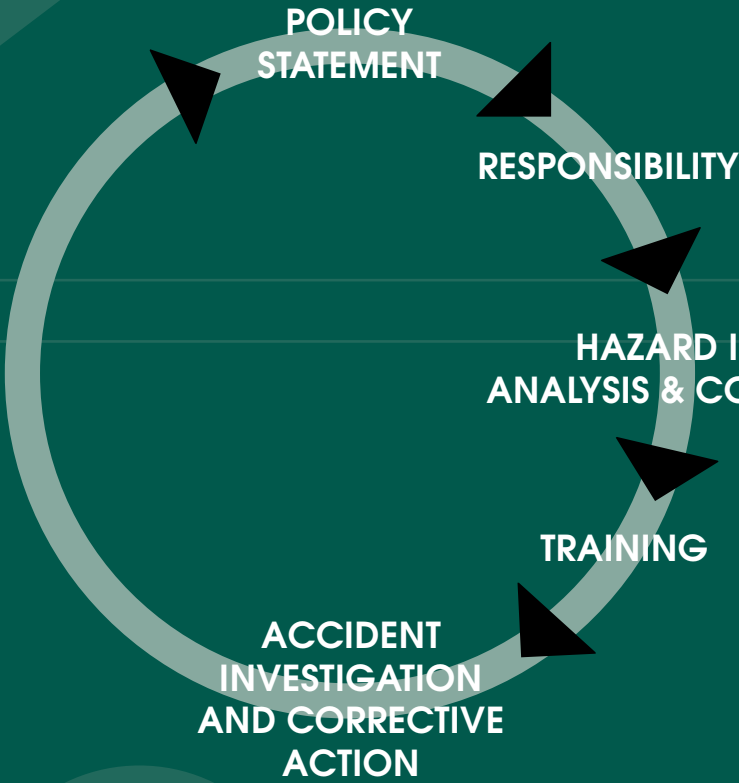 POLICY
STATEMENT
RESPONSIBILITY
HAZARD
ANALYSIS &
TRAINING
ACCIDENT
INVESTIGATION
AND CORRECTIVE
ACTION